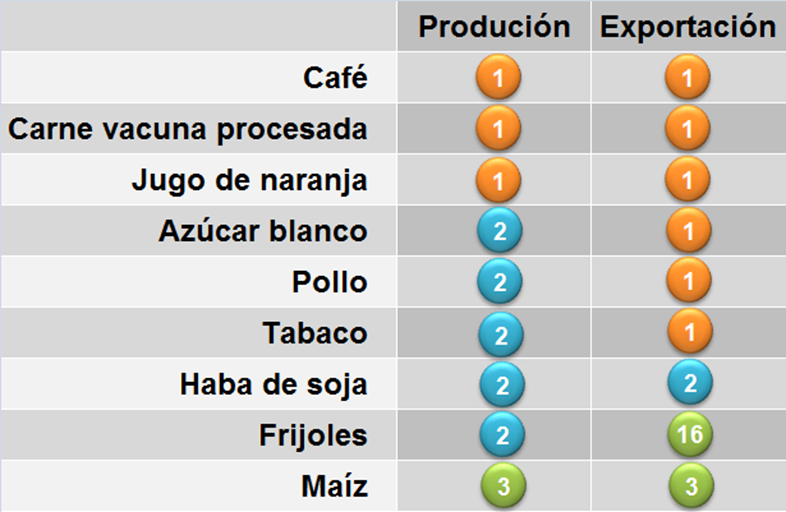 Produción Exportación
Café 1 1
Carne vacuna procesada 1 1
Jugo de naranja 1 1
Azúcar blanco 2 1
Pollo 2 1
Tabaco 2 1
Haba de soja 2 2
Frijoles 2 16
Maíz 3 3